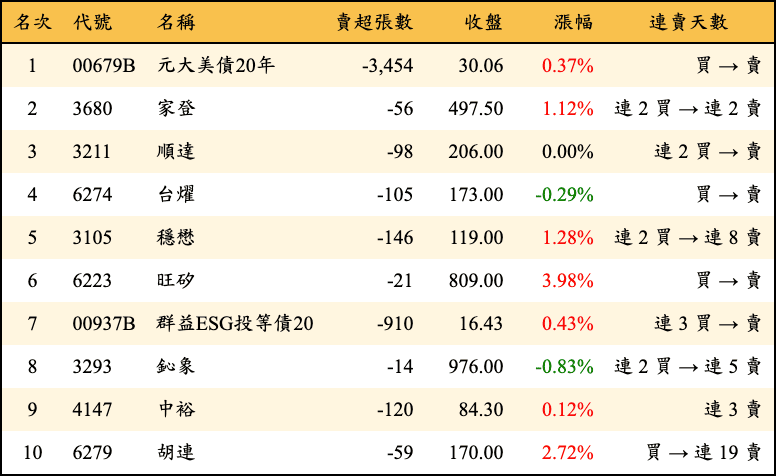 名次 代號 名稱 賣超張數 收盤 漲幅 連賣天數
1 00679B 元大美債20年 -3,454 30.06 0.37% 買 → 賣
2 3680 家登 -56 497.50 1.12% 連 2 買 → 連 2 賣
3 3211 順達 -98 206.00 0.00% 連 2 買 → 賣
4 6274 台燿 -105 173.00 -0.29% 買 → 賣
5 3105 穩懋 -146 119.00 1.28% 連 2 買 → 連 8 賣
6 6223 旺矽 -21 809.00 3.98% 買 → 賣
7 00937B 群益ESG投等債20 -910 16.43 0.43% 連 3 買 → 賣
8 3293 鈊象 -14 976.00 -0.83% 連 2 買 → 連 5 賣
9 4147 中裕 -120 84.30 0.12% 連 3 賣
10 6279 胡連 -59 170.00 2.72% 買 → 連 19 賣